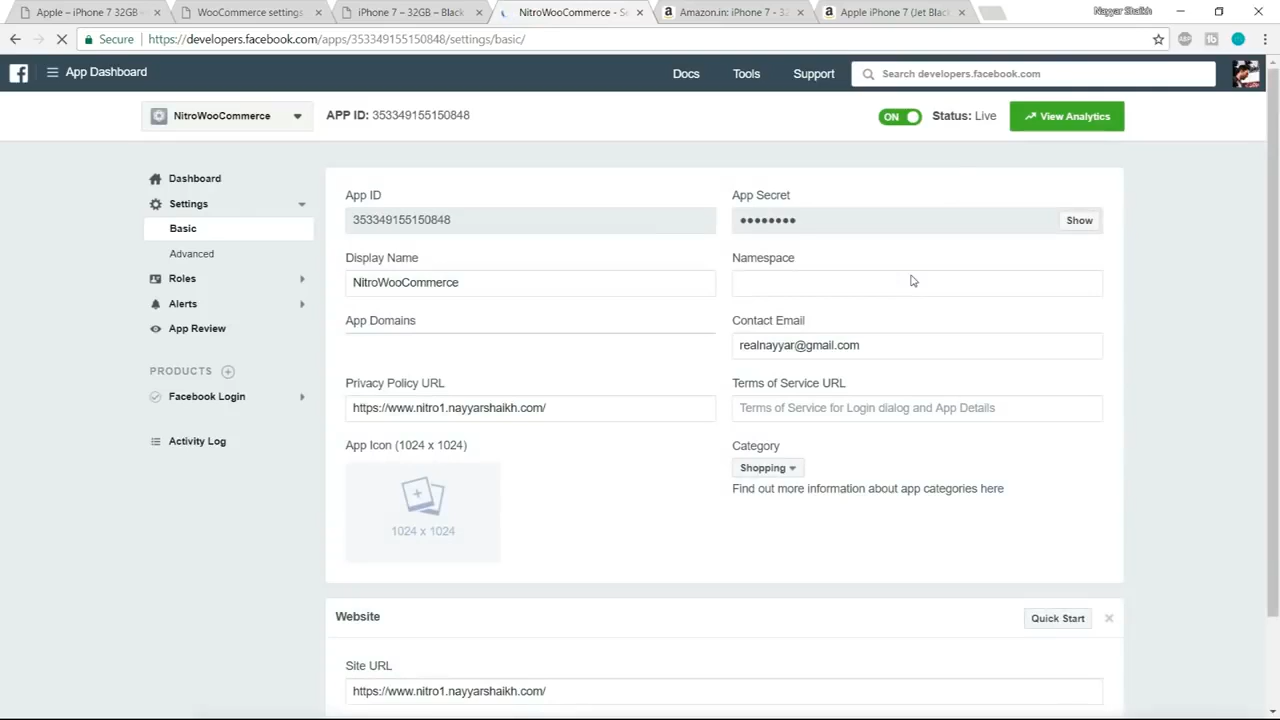 Apple – iPhone 7 32GB
WooCommerce settings
iPhone 7 – 32GB – Black
NitroWooCommerce - Se
Amazon.in: iPhone 7 - 32
Apple iPhone 7 (Jet Black
Nayyar Shaikh
Secure
https://developers.facebook.com/apps/353349155150848/settings/basic/
App Dashboard
Docs
Tools
Support
Search developers.facebook.com
NitroWooCommerce
APP ID: 353349155150848
ON
Status: Live
View Analytics
Dashboard
Settings
Basic
Advanced
Roles
Alerts
App Review
PRODUCTS
Facebook Login
Activity Log
App ID
353349155150848
App Secret
●●●●●●●●
Show
Display Name
NitroWooCommerce
Namespace
App Domains
Contact Email
realnayyar@gmail.com
Privacy Policy URL
https://www.nitro1.nayyarshaikh.com/
Terms of Service URL
Terms of Service for Login dialog and App Details
App Icon (1024 x 1024)
1024 x 1024
Category
Shopping
Find out more information about app categories here
Website
Quick Start
Site URL
https://www.nitro1.nayyarshaikh.com/